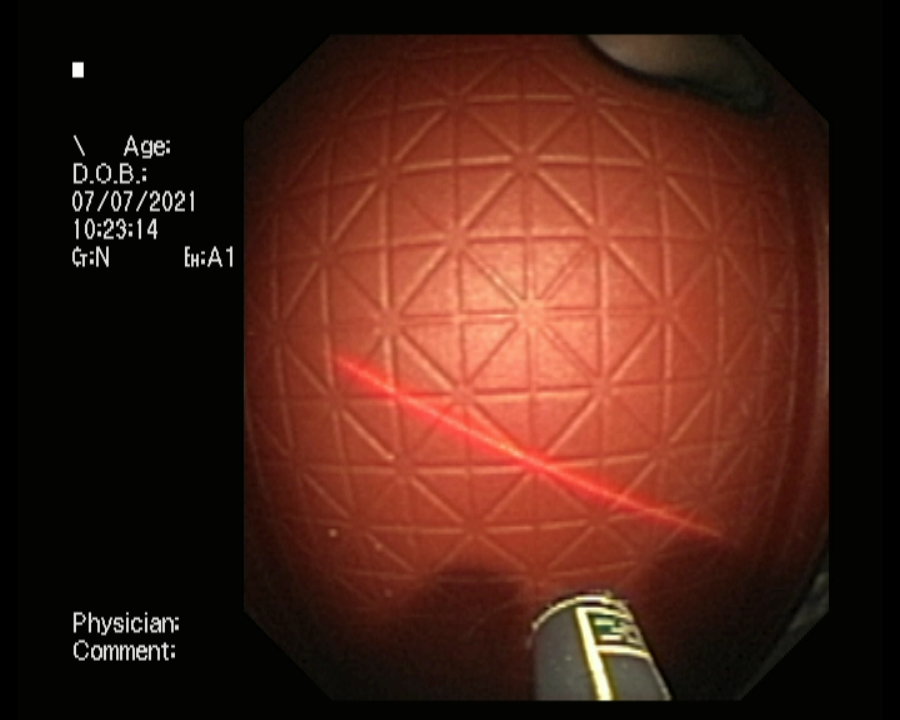 \ Age:
D.O.B.:
07/07/2021
10:23:14
Cr:N EH:A1
Physician:
Comment: